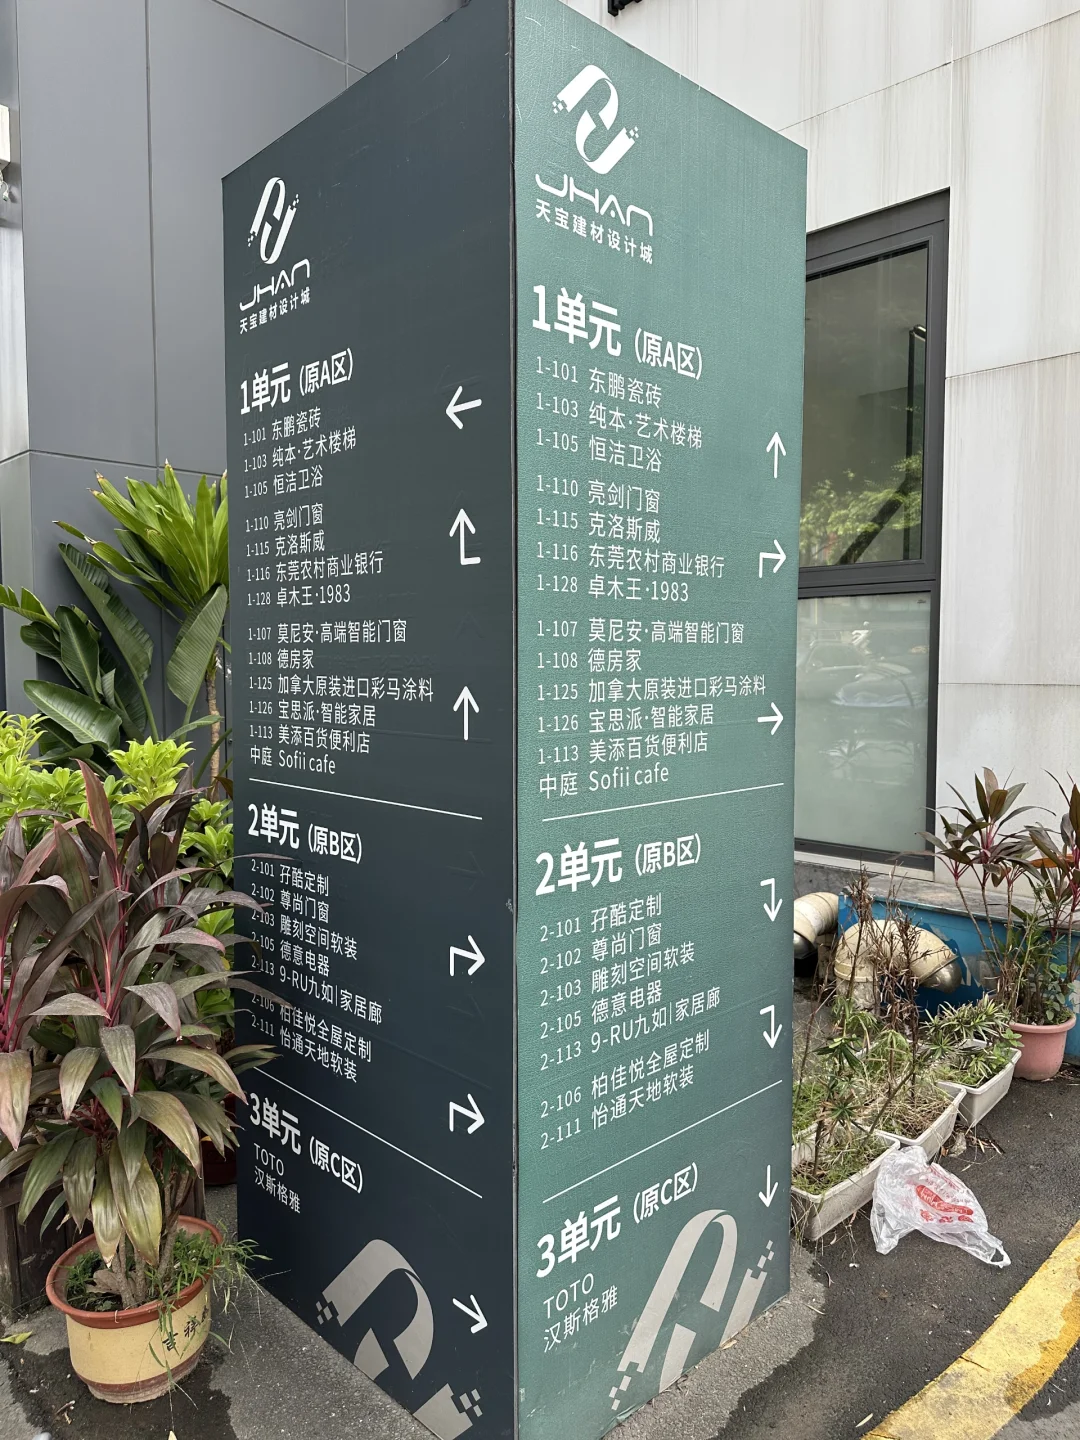 JHAN
天宝建材设计城
1单元（原A区）
1-101 东鹏瓷砖
1-103 纯本·艺术楼梯
1-105 恒洁卫浴
1-110 亮剑门窗
1-115 克洛斯威
1-116 东莞农村商业银行
1-128 卓木王·1983
1-107 莫尼安·高端智能门窗
1-108 德房家
1-125 加拿大原装进口彩马涂料
1-126 宝思派·智能家居
1-113 美添百货便利店
中庭 Sofii cafe
2单元（原B区）
2-101 孖酷定制
2-102 尊尚门窗
2-103 雕刻空间软装
2-105 德意电器
2-113 9-RU九如|家居廊
2-106 柏佳悦全屋定制
2-111 怡通天地软装
3单元（原C区）
TOTO
汉斯格雅
JHAN
天宝建材设计城
1单元（原A区）
1-101 东鹏瓷砖
1-103 纯本·艺术楼梯
1-105 恒洁卫浴
1-110 亮剑门窗
1-115 克洛斯威
1-116 东莞农村商业银行
1-128 卓木王·1983
1-107 莫尼安·高端智能门窗
1-108 德房家
1-125 加拿大原装进口彩马涂料
1-126 宝思派·智能家居
1-113 美添百货便利店
中庭 Sofii cafe
2单元（原B区）
2-101 孖酷定制
2-102 尊尚门窗
2-103 雕刻空间软装
2-105 德意电器
2-113 9-RU九如|家居廊
2-106 柏佳悦全屋定制
2-111 怡通天地软装
3单元（原C区）
TOTO
汉斯格雅
吉祥